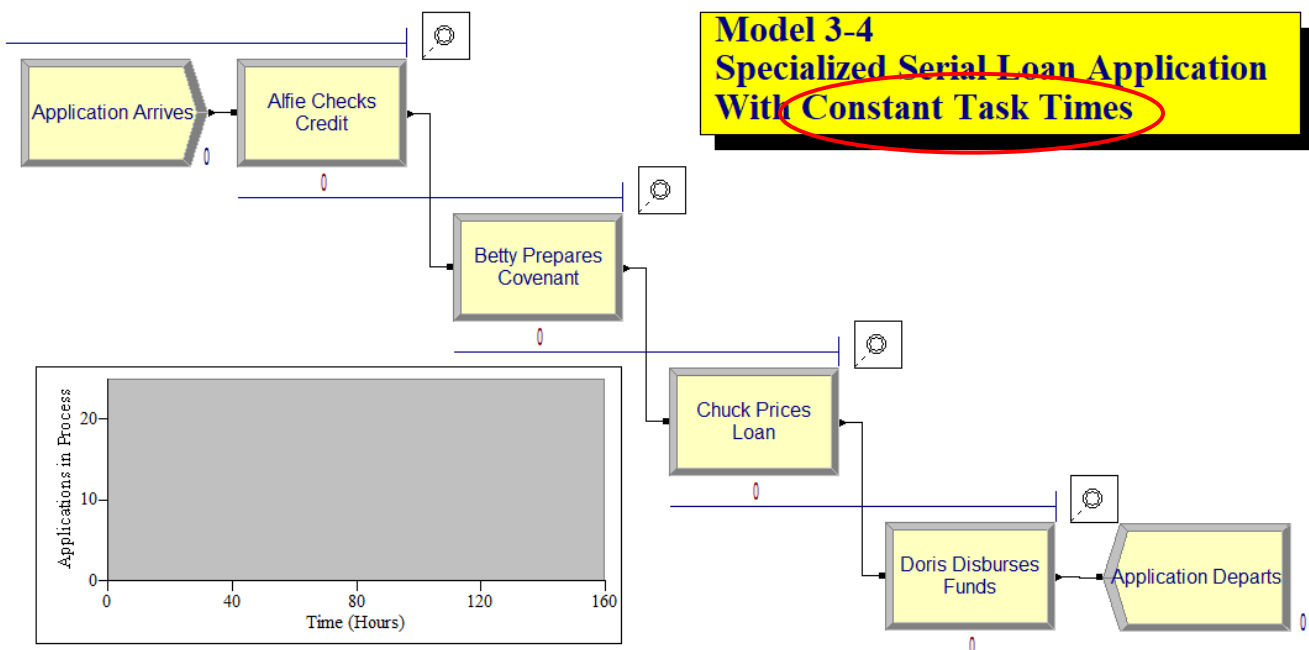 Model 3-4
Specialized Serial Loan Application
With Constant Task Times
Application Arrives
0
Alfie Checks
Credit
0
Betty Prepares
Covenant
0
Chuck Prices
Loan
0
Doris Disburses
Funds
0
Application Departs
0
Applications in Process
20
10
0
0
40
80
120
160
Time (Hours)